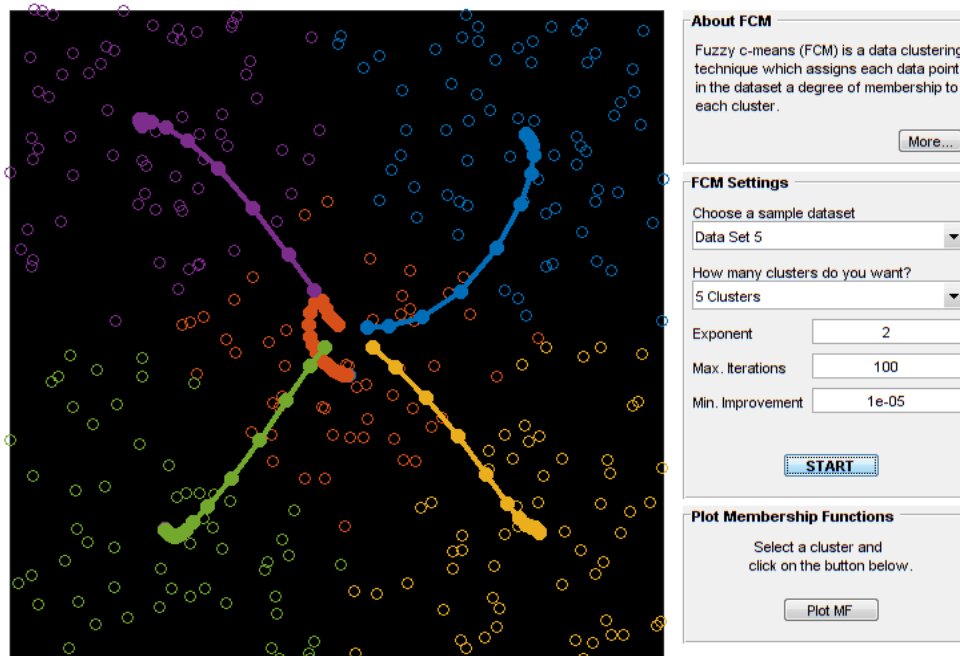 About FCM
Fuzzy c-means (FCM) is a data clustering
technique which assigns each data point
in the dataset a degree of membership to
each cluster.
More...
FCM Settings
Choose a sample dataset
Data Set 5
How many clusters do you want?
5 Clusters
Exponent 2
Max. Iterations 100
Min. Improvement 1e-05
START
Plot Membership Functions
Select a cluster and
click on the button below.
Plot MF